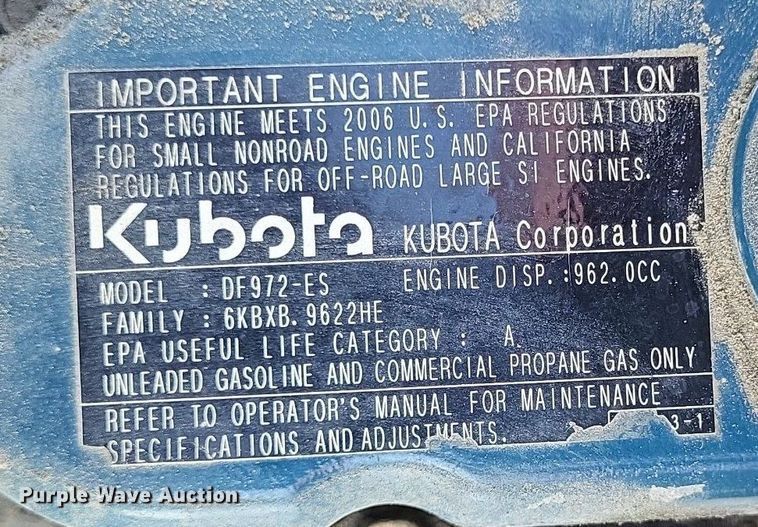 IMPORTANT ENGINE INFORMATION
THIS ENGINE MEETS 2006 U.S. EPA REGULATIONS
FOR SMALL NONROAD ENGINES AND CALIFORNIA
REGULATIONS FOR OFF-ROAD LARGE SI ENGINES.
Kubota KUBOTA Corporation
MODEL : DF972-ES ENGINE DISP.:962.0CC
FAMILY : 6KBXB.9622HE
EPA USEFUL LIFE CATEGORY : A
UNLEADED GASOLINE AND COMMERCIAL PROPANE GAS ONLY
REFER TO OPERATOR'S MANUAL FOR MAINTENANCE
SPECIFICATIONS AND ADJUSTMENTS.
3-1
Purple Wave Auction